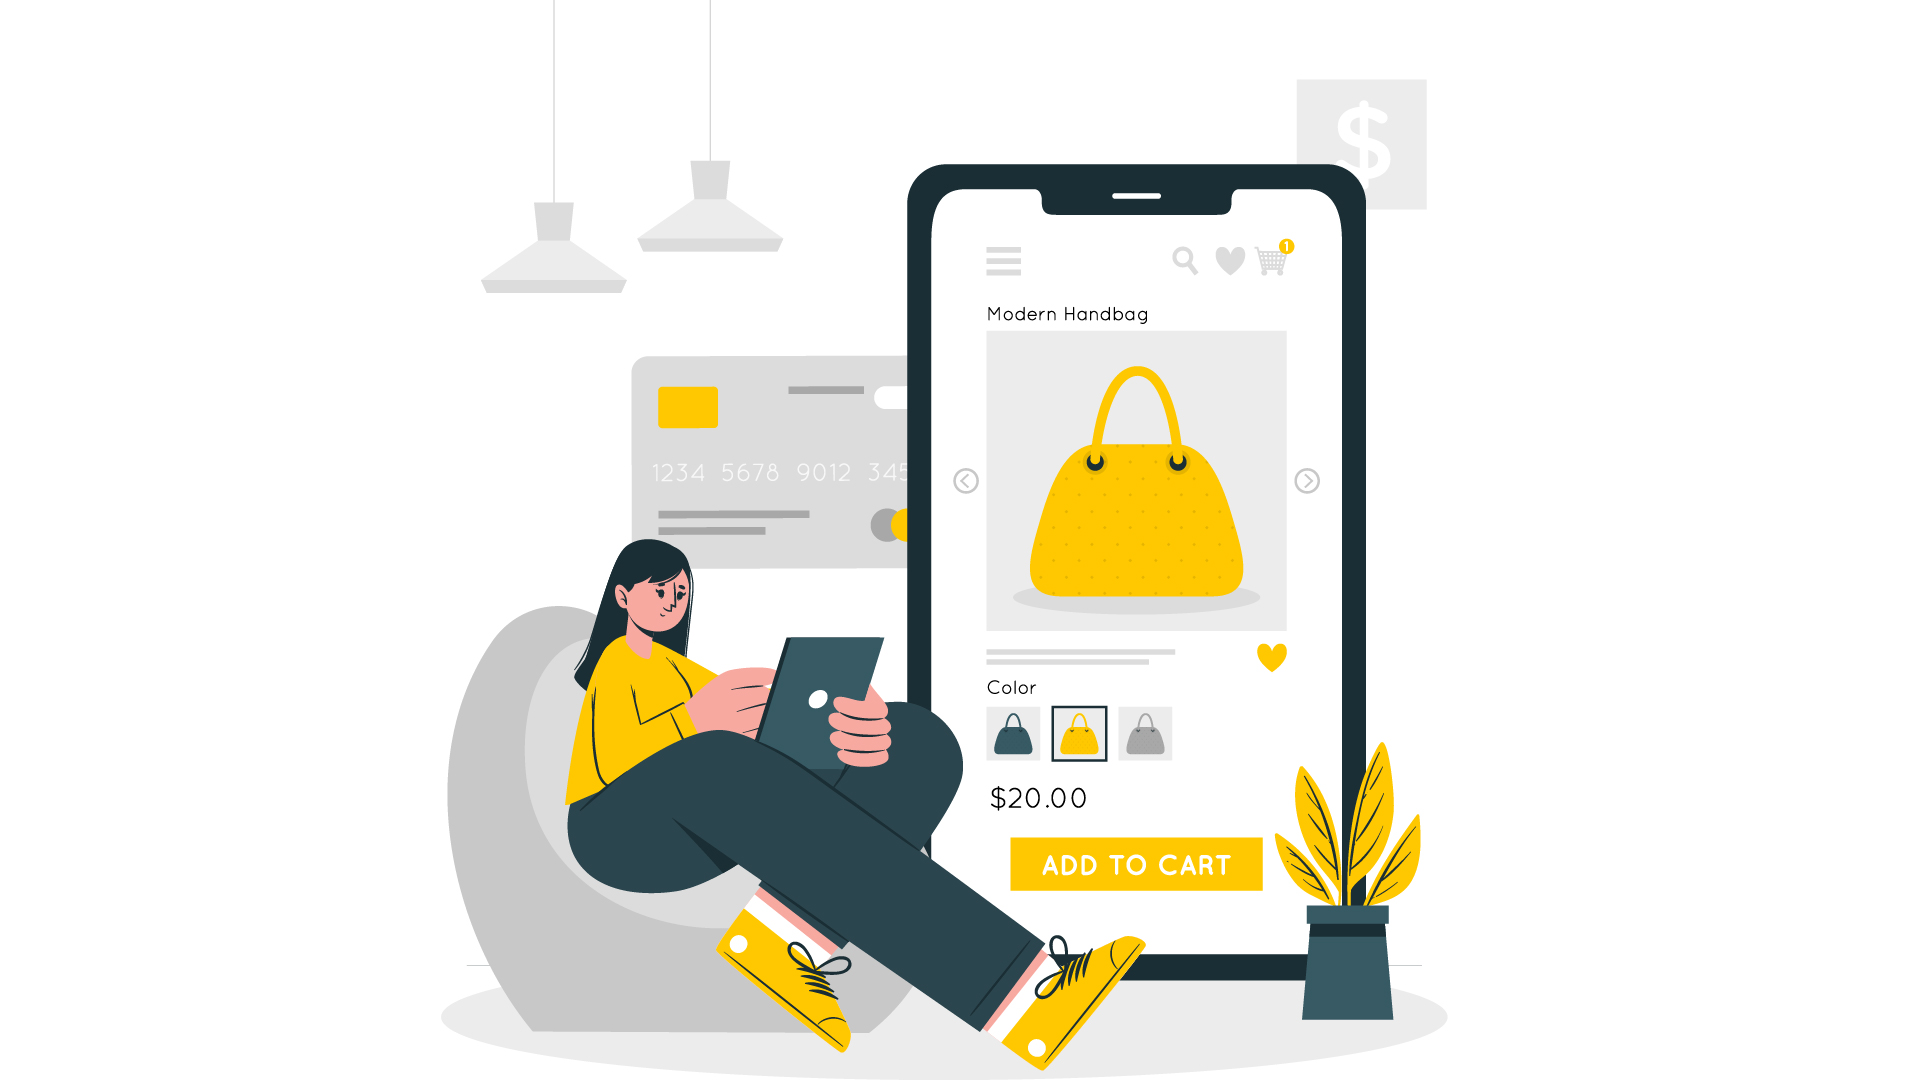 $
1
Modern Handbag
1234 5678 9012 345
Color
$20.00
ADD TO CART